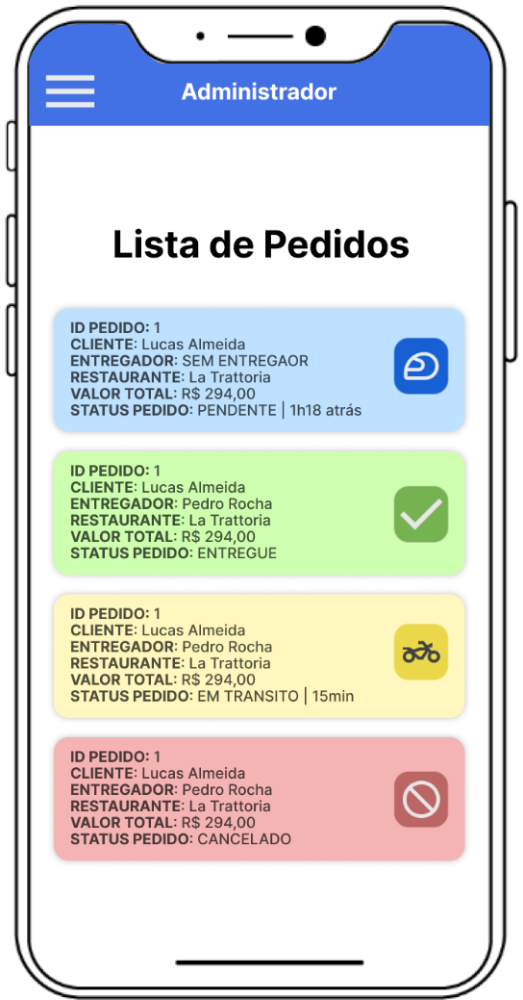 Administrador
Lista de Pedidos
ID PEDIDO: 1
CLIENTE: Lucas Almeida
ENTREGADOR: SEM ENTREGAOR
RESTAURANTE: La Trattoria
VALOR TOTAL: R$ 294,00
STATUS PEDIDO: PENDENTE | 1h18 atrás
ID PEDIDO: 1
CLIENTE: Lucas Almeida
ENTREGADOR: Pedro Rocha
RESTAURANTE: La Trattoria
VALOR TOTAL: R$ 294,00
STATUS PEDIDO: ENTREGUE
ID PEDIDO: 1
CLIENTE: Lucas Almeida
ENTREGADOR: Pedro Rocha
RESTAURANTE: La Trattoria
VALOR TOTAL: R$ 294,00
STATUS PEDIDO: EM TRANSITO | 15min
ID PEDIDO: 1
CLIENTE: Lucas Almeida
ENTREGADOR: Pedro Rocha
RESTAURANTE: La Trattoria
VALOR TOTAL: R$ 294,00
STATUS PEDIDO: CANCELADO